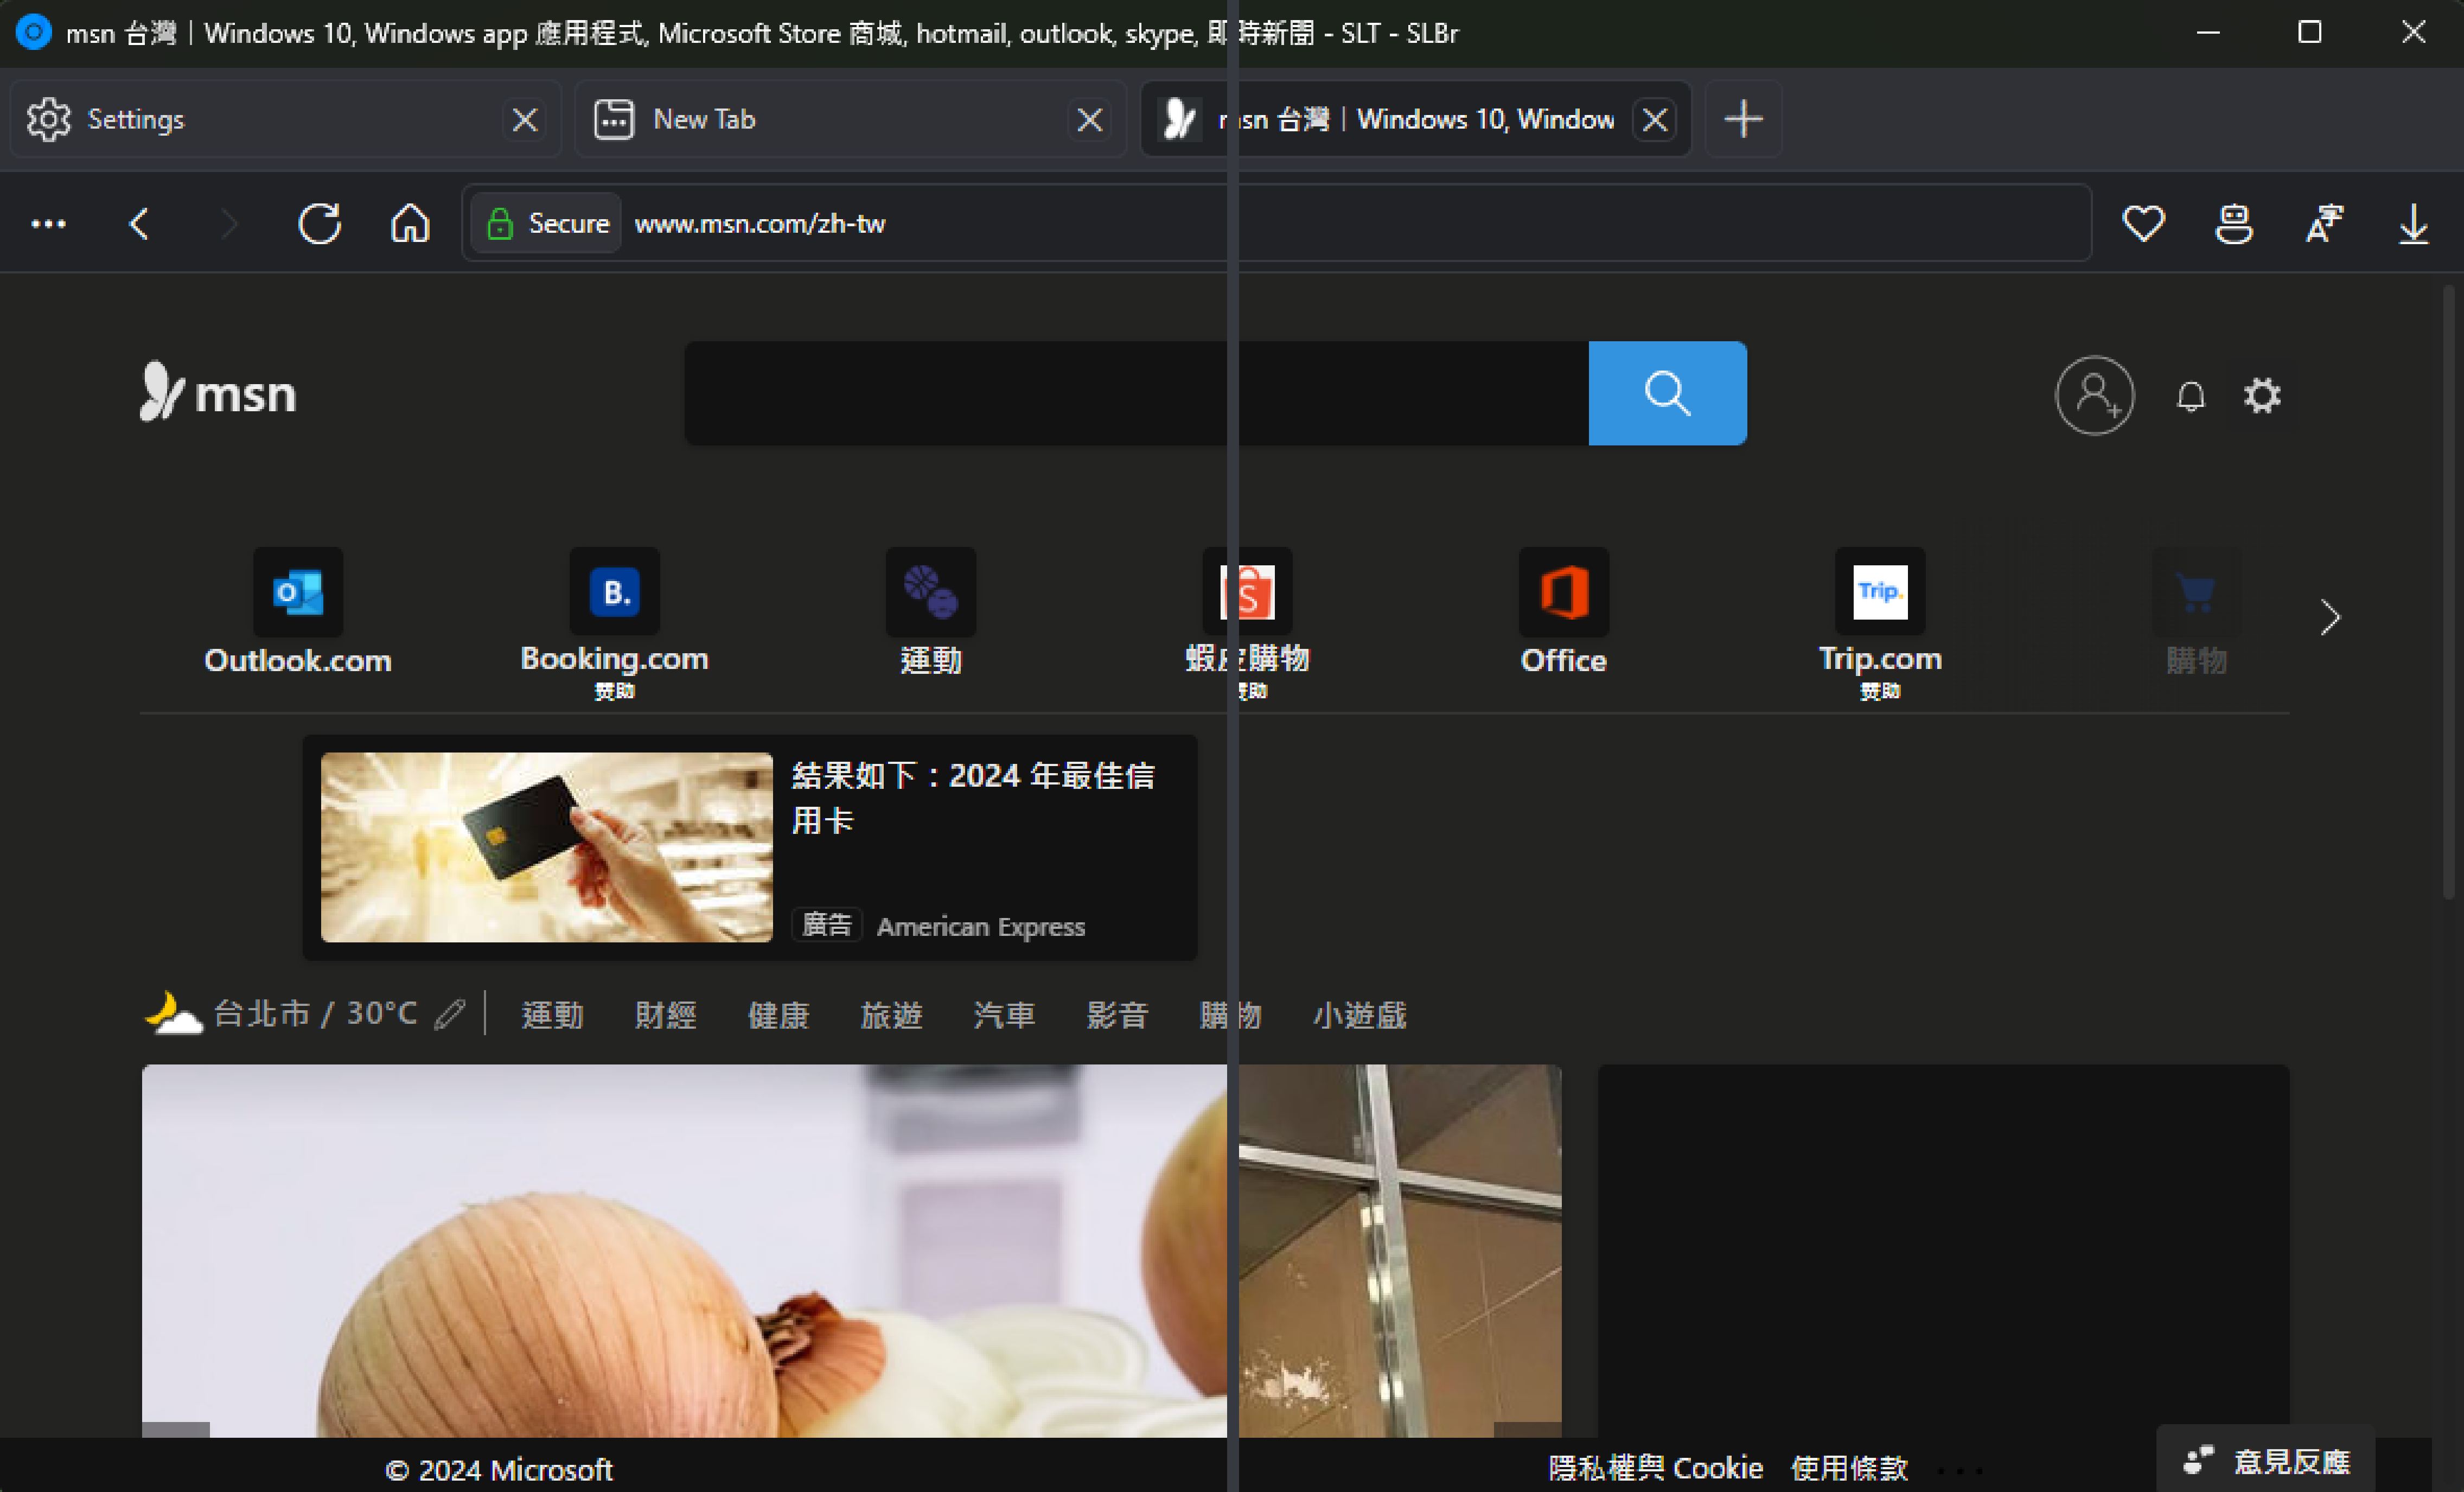 msn 台灣｜Windows 10, Windows app 應用程式, Microsoft Store 商城, hotmail, outlook, skype, 即時新聞 - SLT - SLBr
Settings
New Tab
msn 台灣｜Windows 10, Window
Secure www.msn.com/zh-tw
msn
Outlook.com
Booking.com
赞助
運動
蝦皮購物
赞助
Office
Trip.com
赞助
購物
結果如下：2024 年最佳信
用卡
廣告 American Express
台北市 / 30°C 運動 財經 健康 旅遊 汽車 影音 購物 小遊戲
© 2024 Microsoft 隱私權與 Cookie 使用條款 ... 意見反應